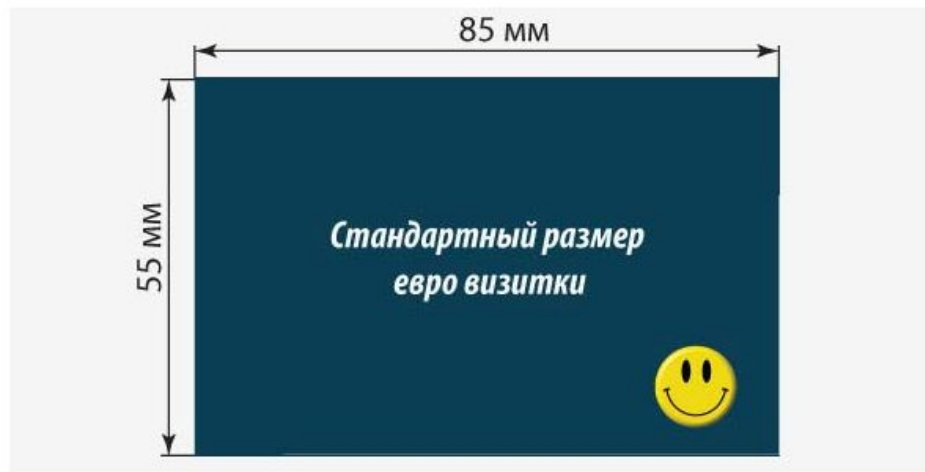 85 мм
55 мм
Стандартный размер
евро визитки